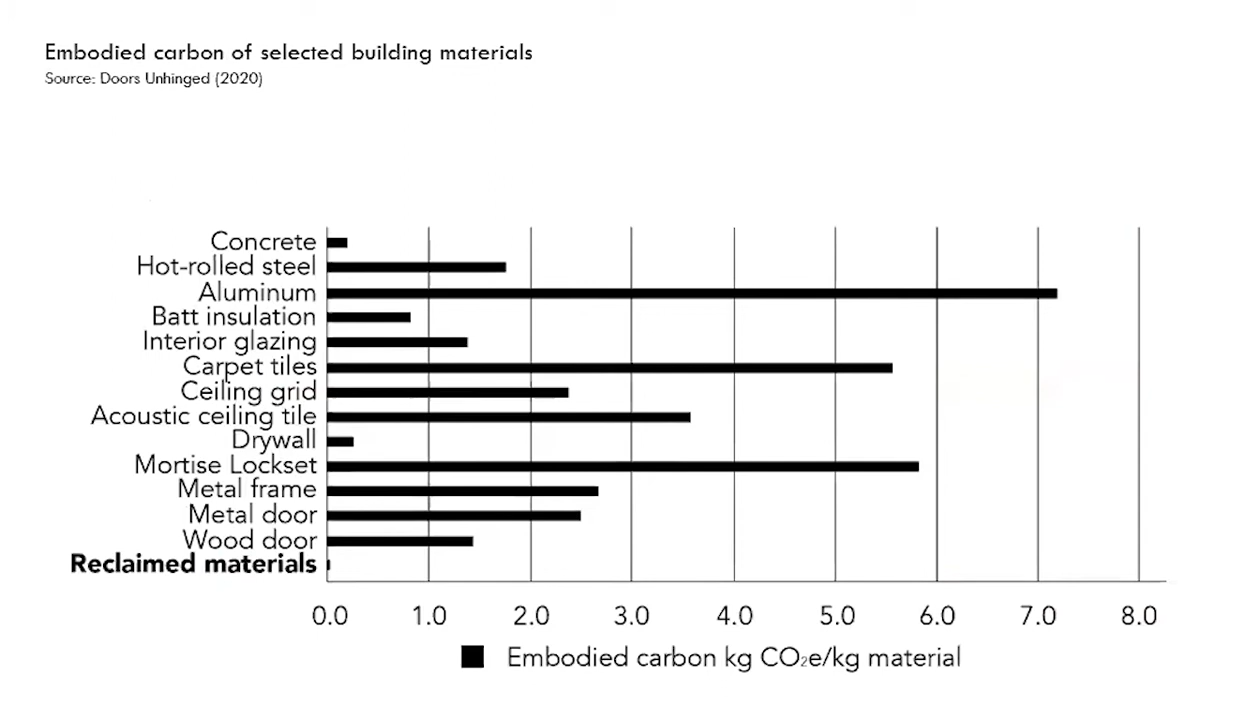 Embodied carbon of selected building materials
Source: Doors Unhinged (2020)
Concrete
Hot-rolled steel
Aluminum
Batt insulation
Interior glazing
Carpet tiles
Ceiling grid
Acoustic ceiling tile
Drywall
Mortise Lockset
Metal frame
Metal door
Wood door
Reclaimed materials
0.0 1.0 2.0 3.0 4.0 5.0 6.0 7.0 8.0
Embodied carbon kg CO₂e/kg material